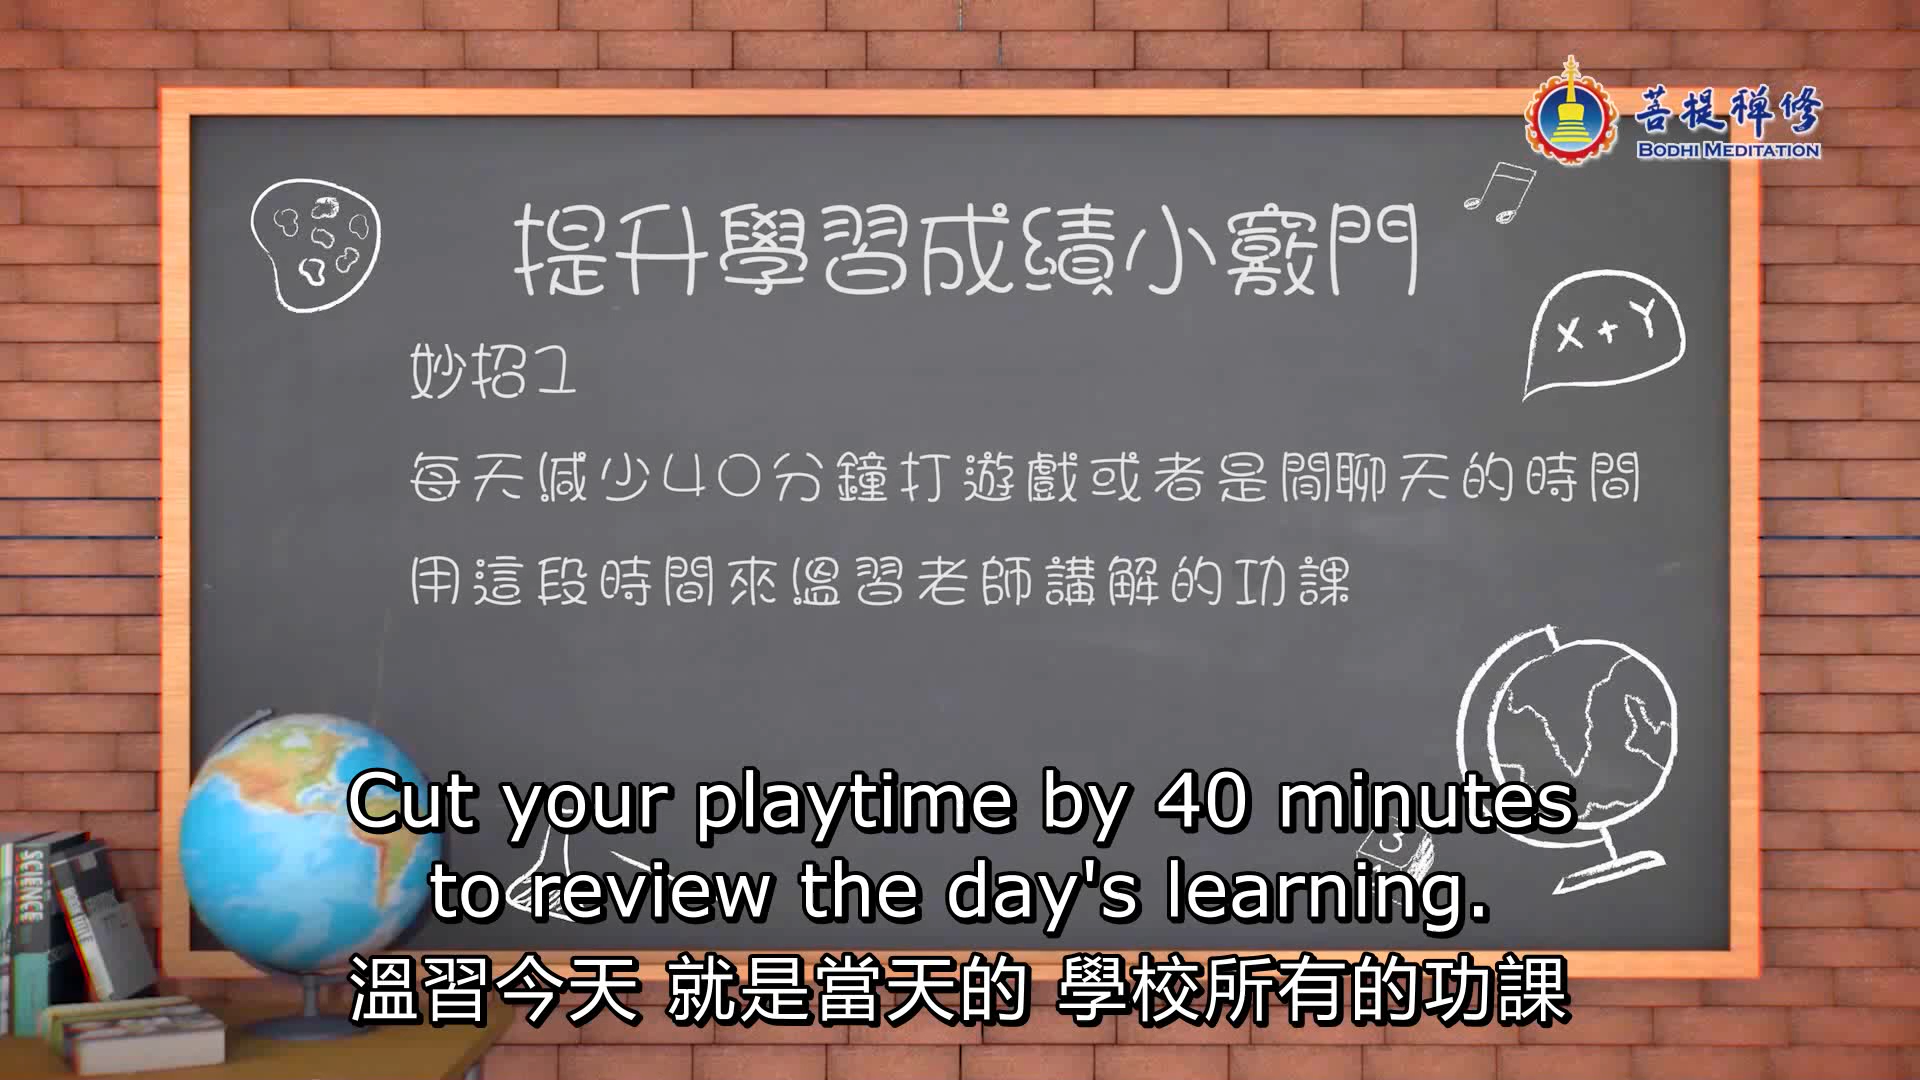 菩提禪修
BODHI MEDITATION
提升學習成績小竅門
X + Y
妙招1
每天減少40分鐘打遊戲或者是閒聊天的時間
用這段時間來溫習老師講解的功課
SCIENCE
Cut your playtime by 40 minutes
3
to review the day's learning.
溫習今天 就是當天的 學校所有的功課